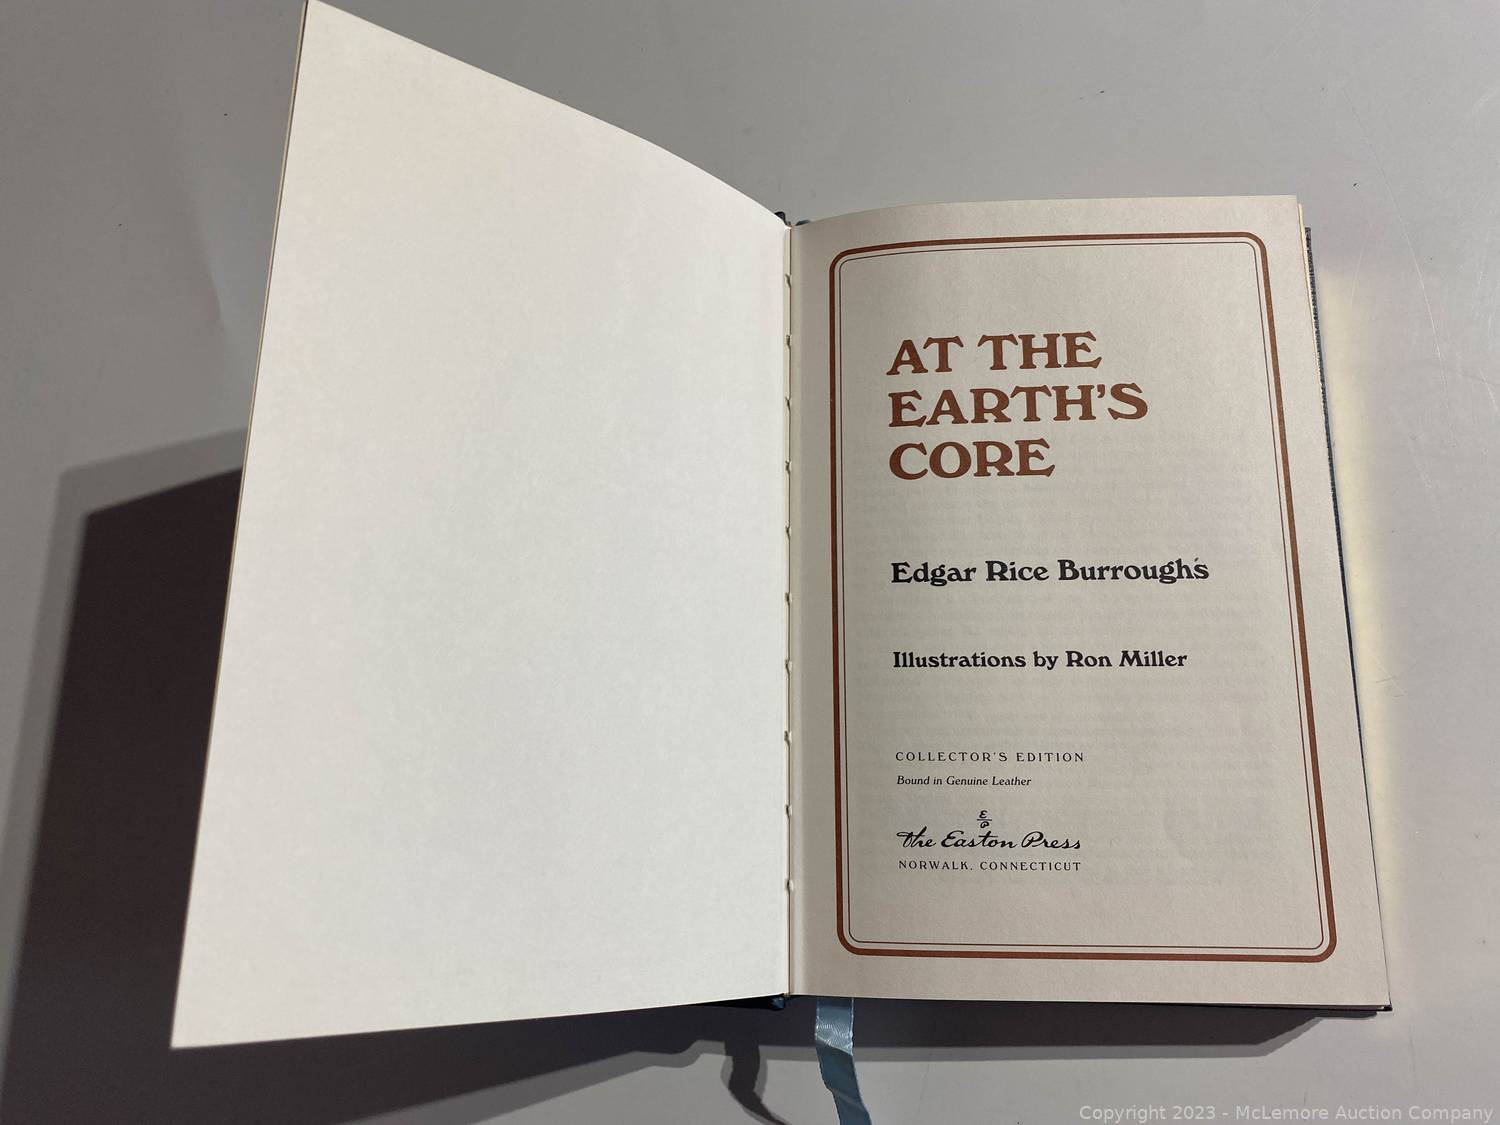 AT THE
EARTH'S
CORE
Edgar Rice Burroughs
Illustrations by Ron Miller
COLLECTOR'S EDITION
Bound in Genuine Leather
E
P
The Easton Press
NORWALK, CONNECTICUT
Copyright 2023 - McLemore Auction Company